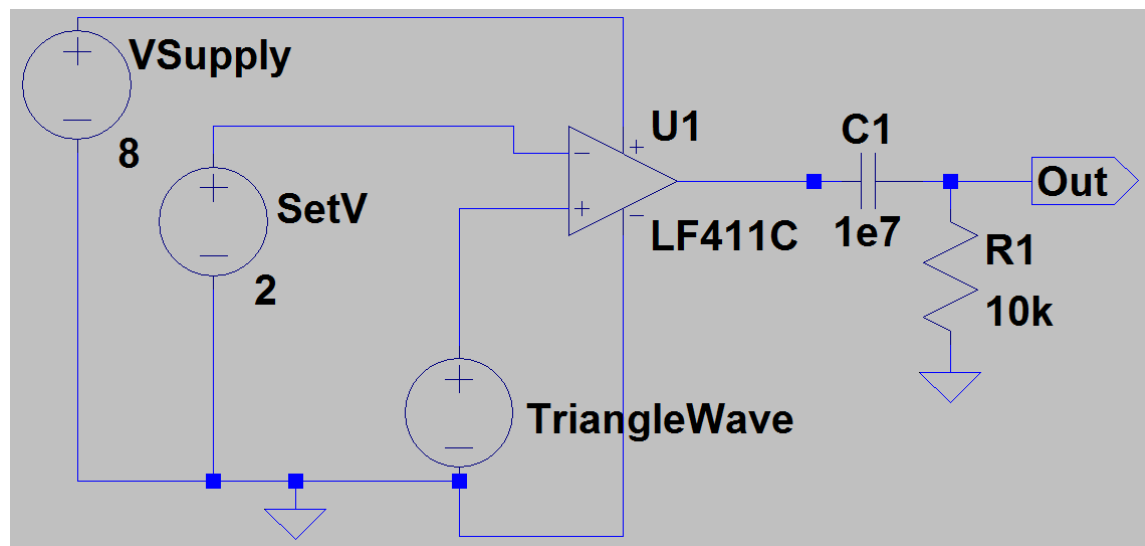 VSupply
8
SetV
2
TriangleWave
U1
LF411C
C1
1e7
Out
R1
10k